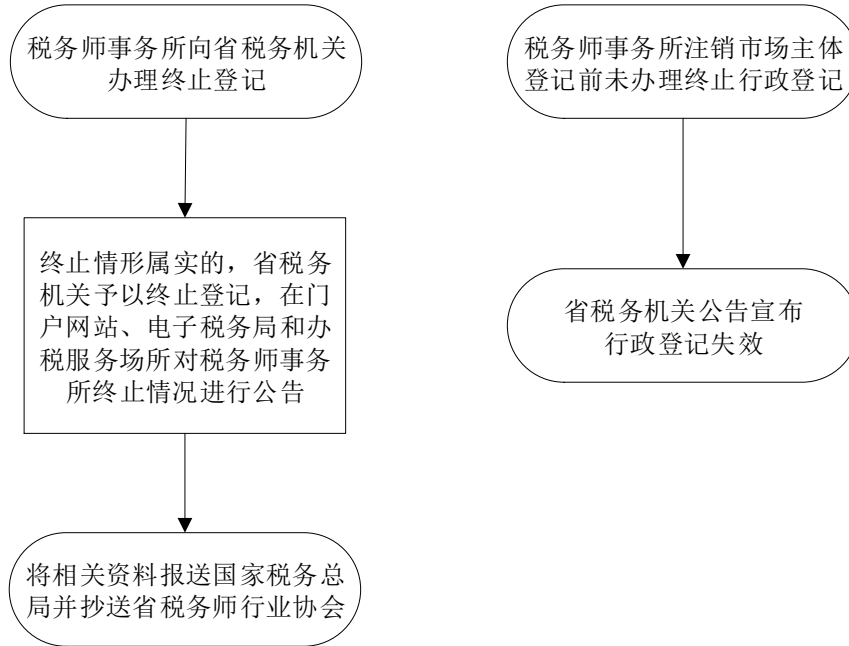 税务师事务所向省税务机关
办理终止登记
终止情形属实的，省税务
机关予以终止登记，在门
户网站、电子税务局和办
税服务场所对税务师事务
所终止情况进行公告
将相关资料报送国家税务总
局并抄送省税务师行业协会
税务师事务所注销市场主体
登记前未办理终止行政登记
省税务机关公告宣布
行政登记失效